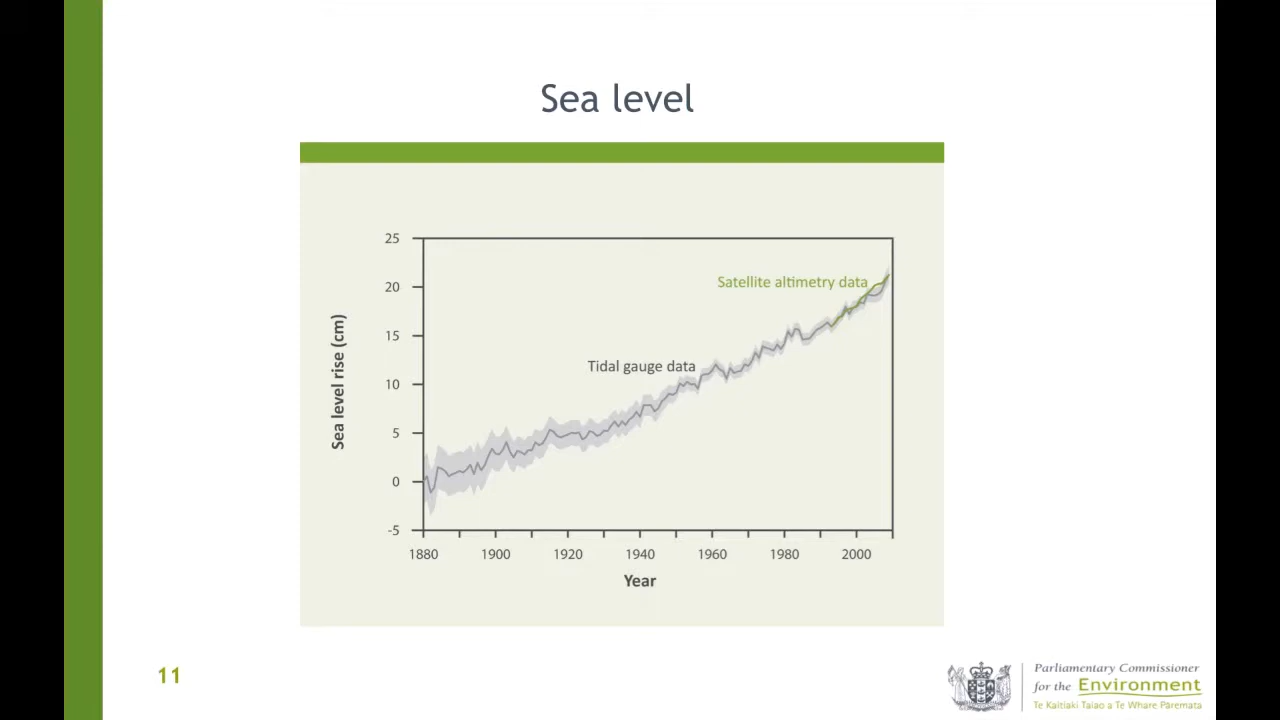 Sea level
25
20
15
10
5
0
-5
Sea level rise (cm)
Satellite altimetry data
Tidal gauge data
1880 1900 1920 1940 1960 1980 2000
Year
11
Parliamentary Commissioner
for the Environment
Te Kaitiaki Taiao a Te Whare Pāremata